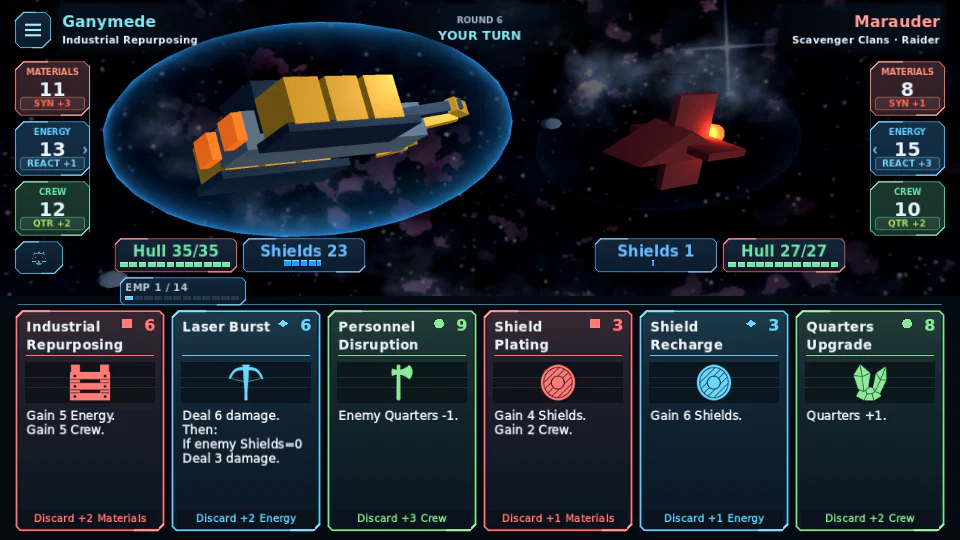 Ganymede
Industrial Repurposing
ROUND 6
YOUR TURN
Marauder
Scavenger Clans · Raider
MATERIALS
11
SYN +3
ENERGY
13
REACT +1
CREW
12
QTR +2
MATERIALS
8
SYN +1
ENERGY
15
REACT +3
CREW
10
QTR +2
Hull 35/35
Shields 23
Shields 1
Hull 27/27
EMP 1 / 14
Industrial Repurposing 6
Gain 5 Energy.
Gain 5 Crew.
Discard +2 Materials
Laser Burst 6
Deal 6 damage.
Then:
If enemy Shields=0
Deal 3 damage.
Discard +2 Energy
Personnel Disruption 9
Enemy Quarters -1.
Discard +3 Crew
Shield Plating 3
Gain 4 Shields.
Gain 2 Crew.
Discard +1 Materials
Shield Recharge 3
Gain 6 Shields.
Discard +1 Energy
Quarters Upgrade 8
Quarters +1.
Discard +2 Crew